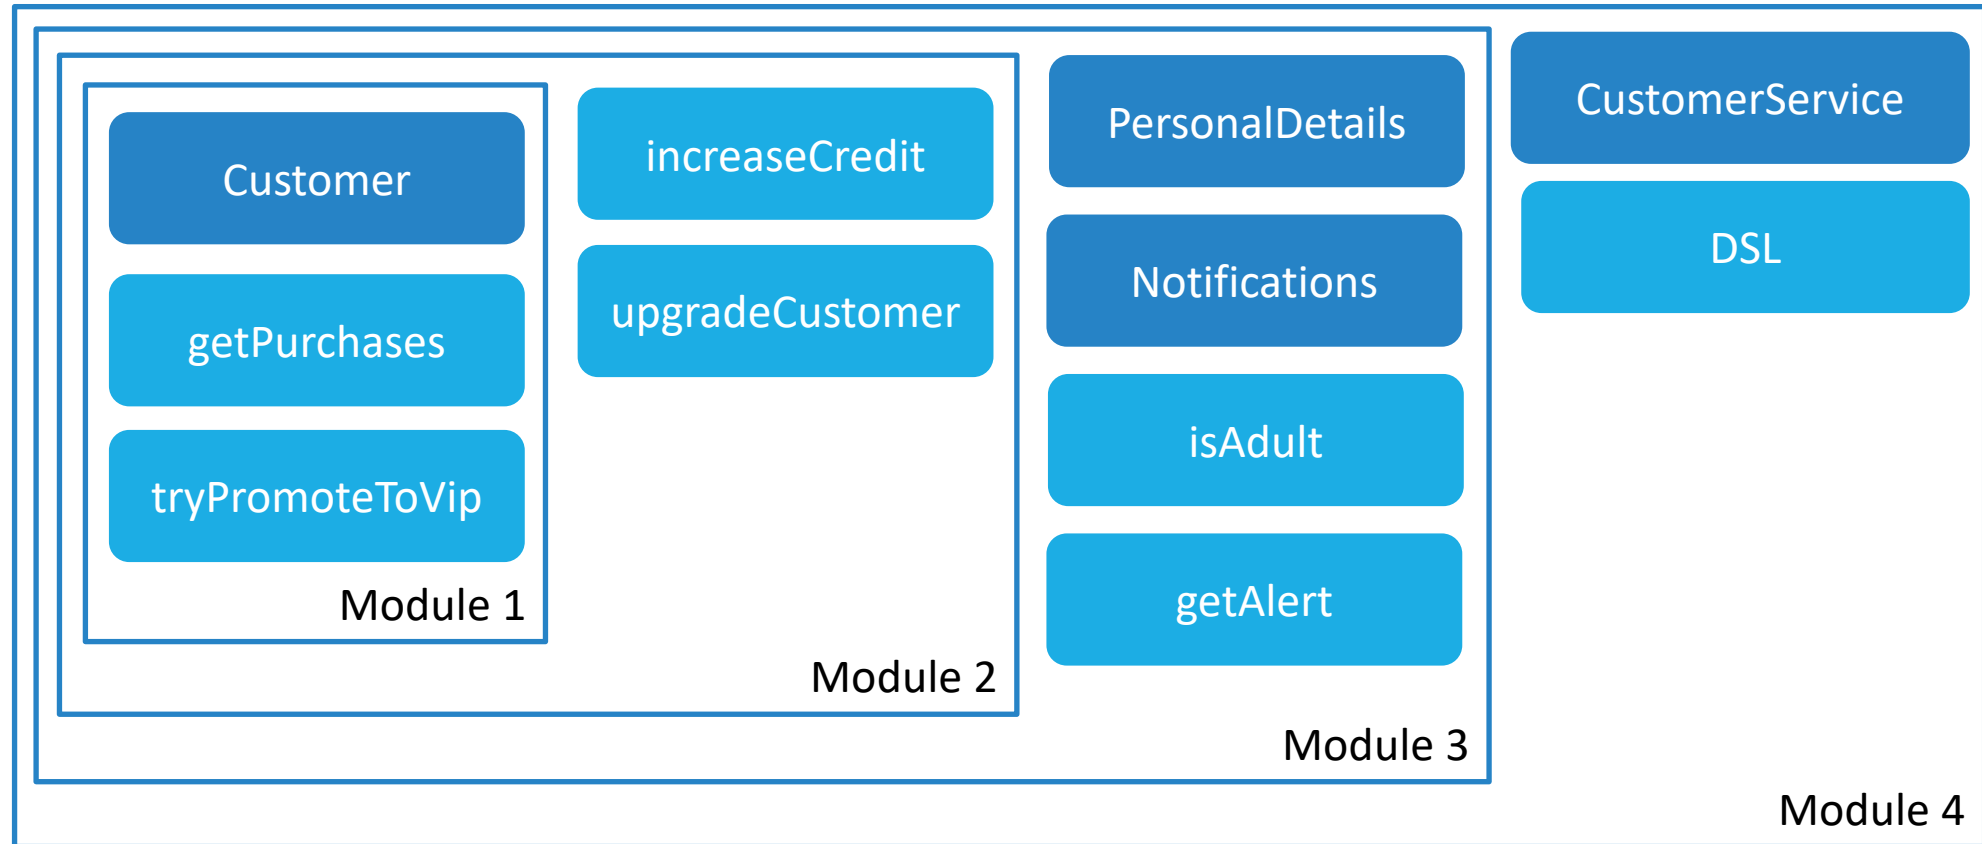 Customer
getPurchases
tryPromoteToVip
Module 1
increaseCredit
upgradeCustomer
Module 2
PersonalDetails
Notifications
isAdult
getAlert
Module 3
CustomerService
DSL
Module 4